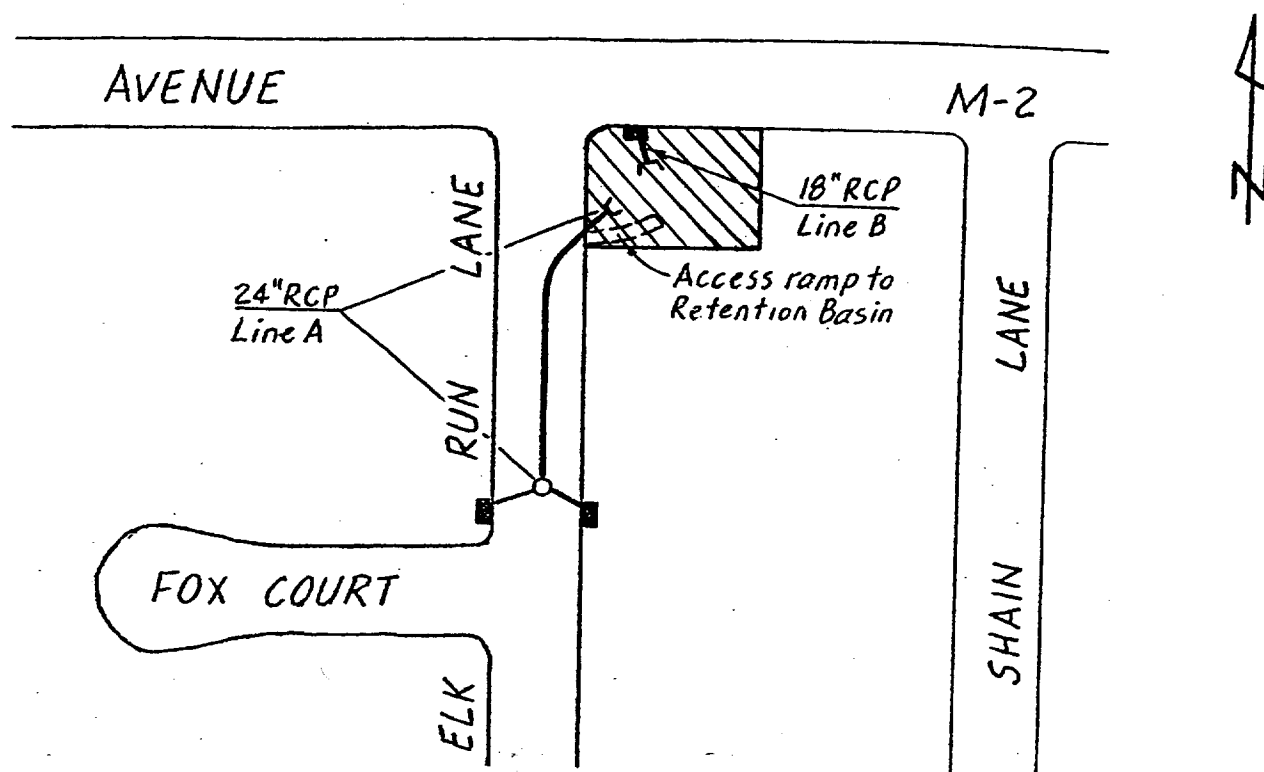 AVENUE
M-2
N
18" RCP
Line B
Access ramp to
Retention Basin
24" RCP
Line A
ELK RUN LANE
SHAIN LANE
FOX COURT